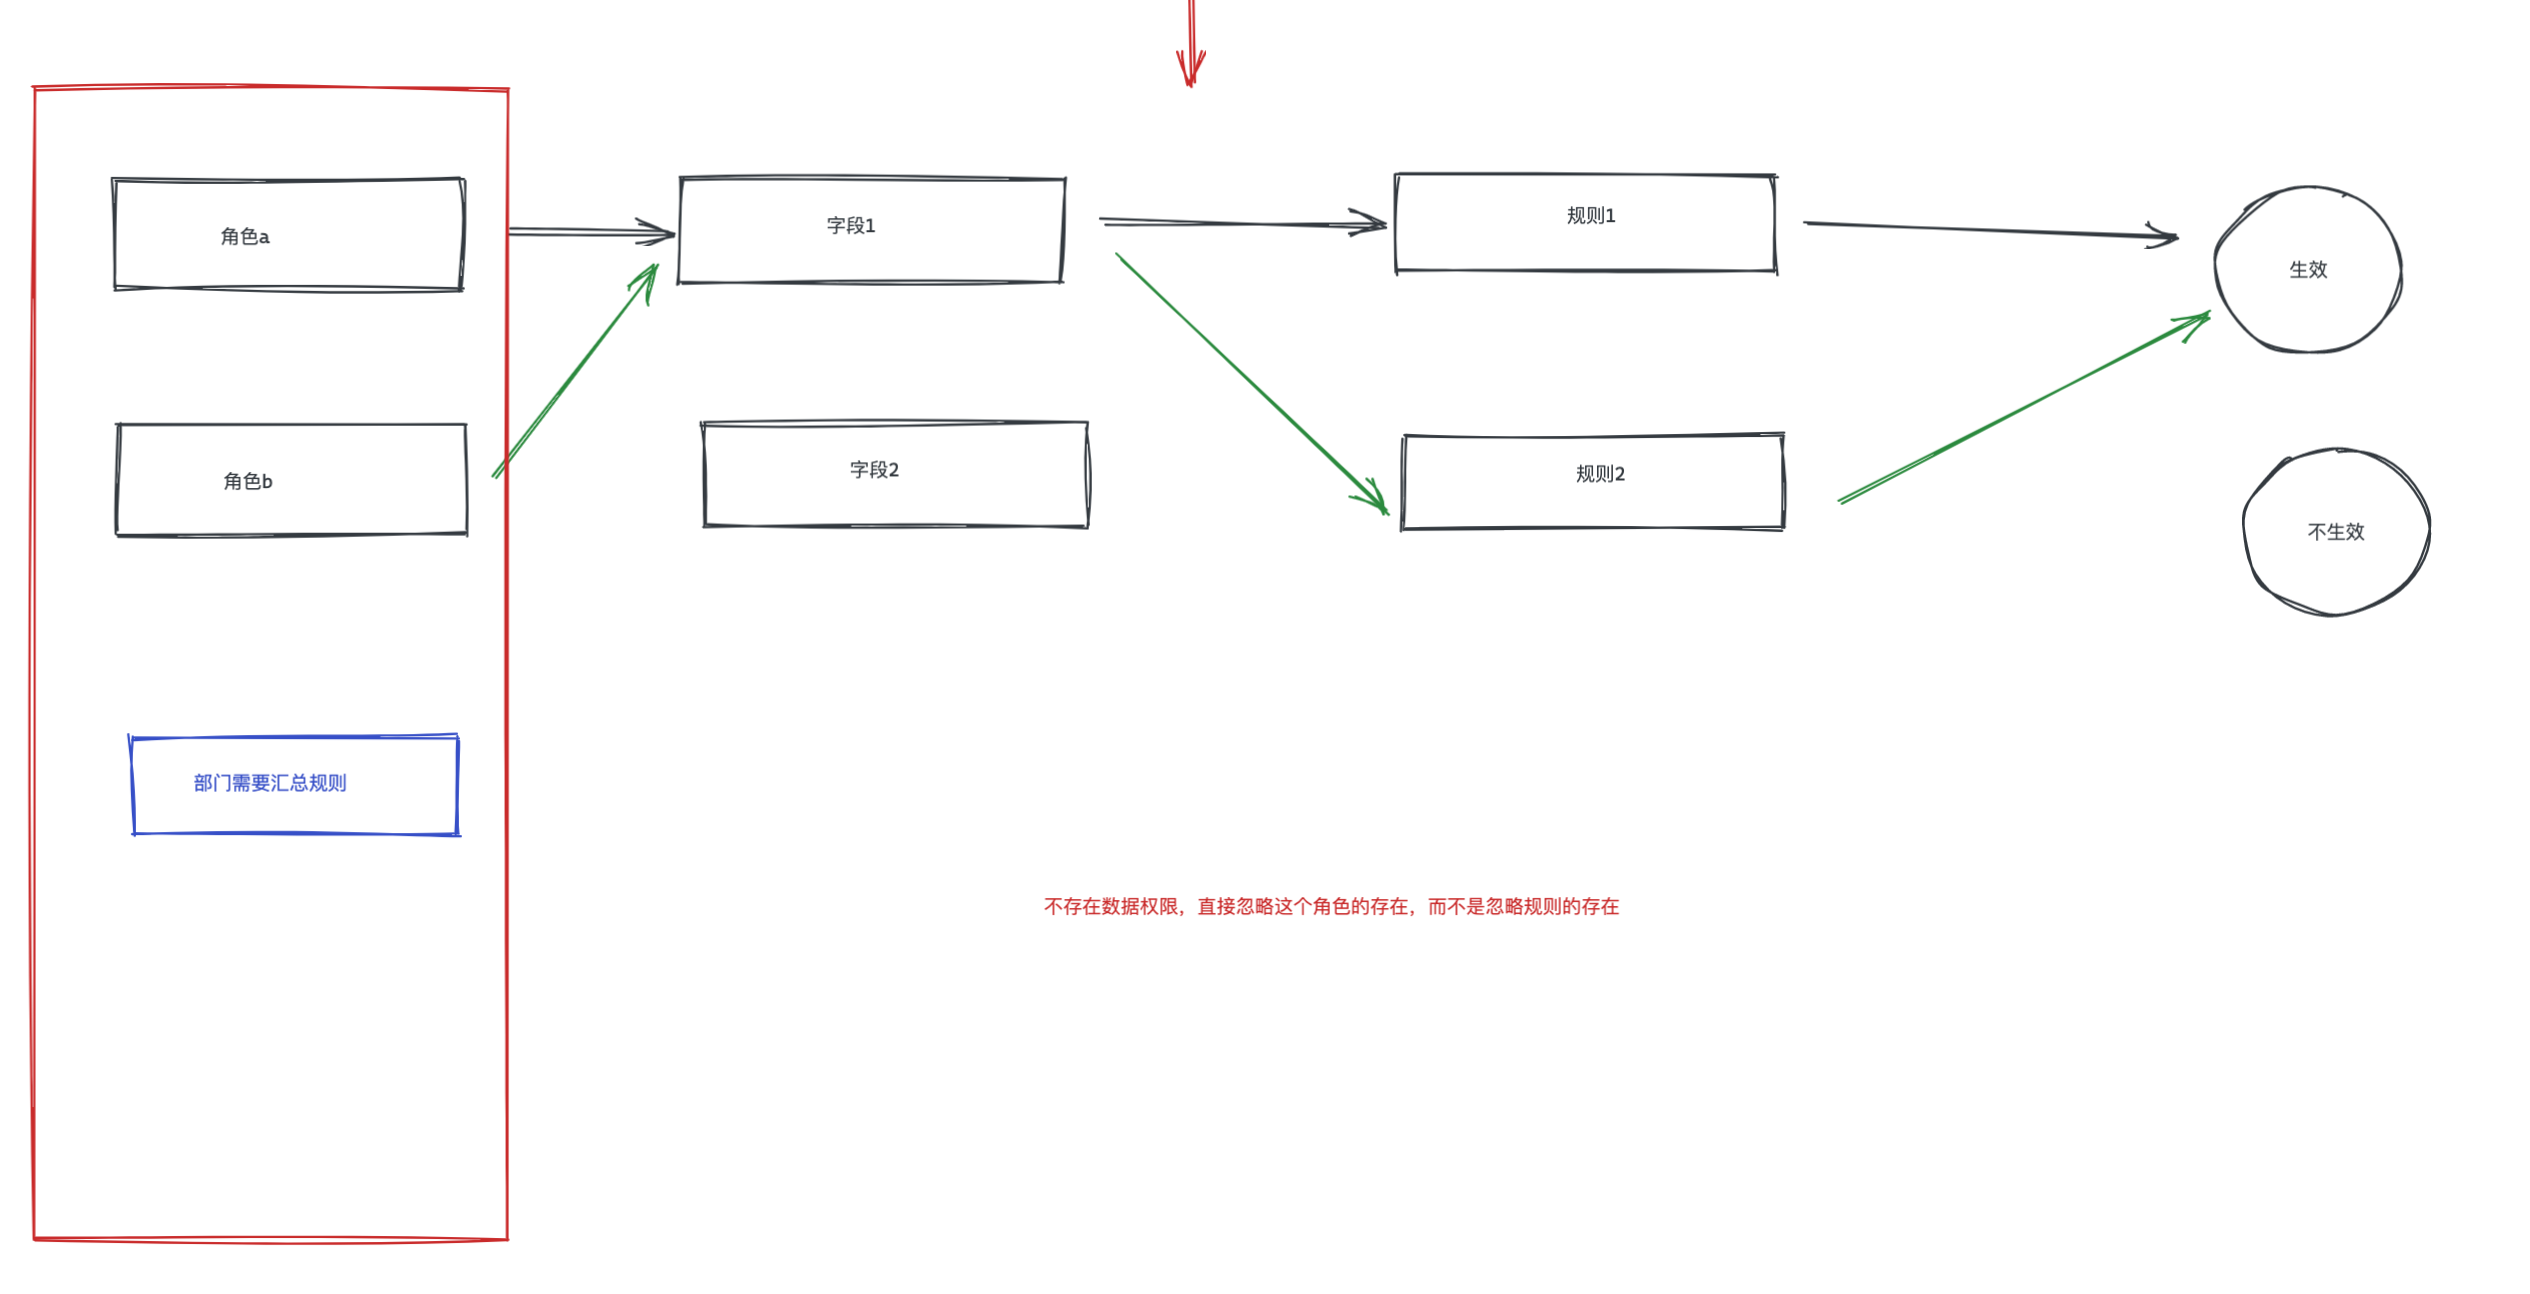 角色a
字段1
规则1
生效
角色b
字段2
规则2
不生效
部门需要汇总规则
不存在数据权限，直接忽略这个角色的存在，而不是忽略规则的存在